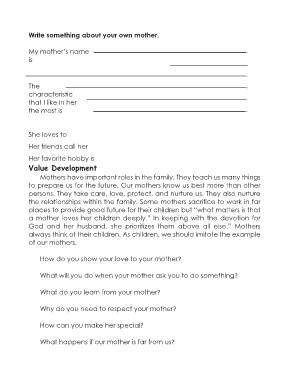 Write something about your own mother.
My mother's name
is
The
characteristic
that I like in her
the most is
She loves to
Her friends call her
Her favorite hobby is
Value Development
Mothers have important roles in the family. They teach us many things
to prepare us for the future. Our mothers know us best more than other
persons. They take care, love, protect, and nurture us. They also nurture
the relationships within the family. Some mothers sacrifice to work in far
places to provide good future for their children but "what matters is that
a mother loves her children deeply." In keeping with the devotion for
God and her husband, she prioritizes them above all else." Mothers
always think of their children. As children, we should imitate the example
of our mothers.
How do you show your love to your mother?
What will you do when your mother ask you to do something?
What do you learn from your mother?
Why do you need to respect your mother?
How can you make her special?
What happens if our mother is far from us?